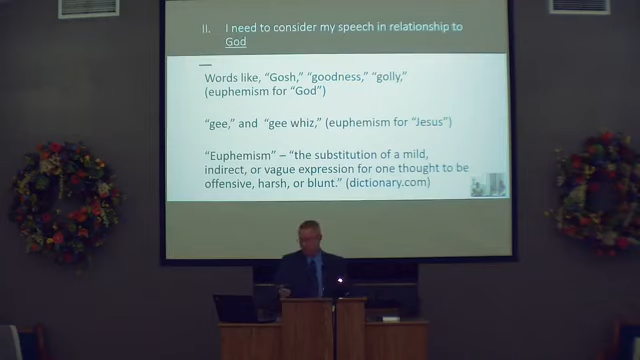 II. I need to consider my speech in relationship to
God
Words like, “Gosh,” “goodness,” “golly,”
(euphemism for “God”)
“gee,” and “gee whiz,” (euphemism for “Jesus”)
“Euphemism” – “the substitution of a mild,
indirect, or vague expression for one thought to be
offensive, harsh, or blunt.” (dictionary.com)